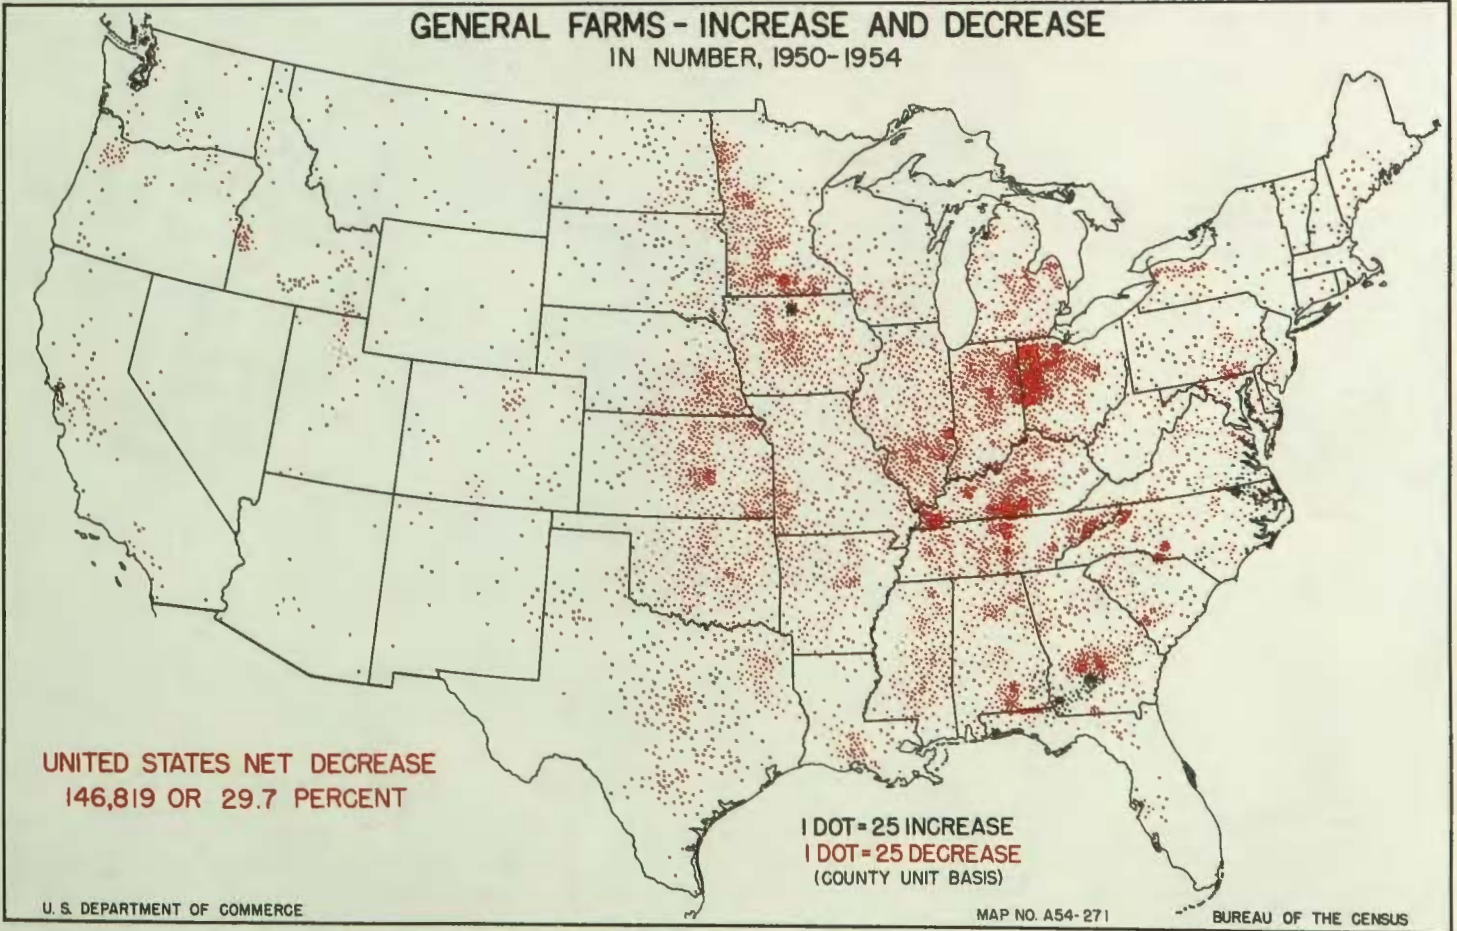 GENERAL FARMS - INCREASE AND DECREASE
IN NUMBER, 1950-1954
UNITED STATES NET DECREASE
146,819 OR 29.7 PERCENT
1 DOT = 25 INCREASE
1 DOT = 25 DECREASE
(COUNTY UNIT BASIS)
U. S. DEPARTMENT OF COMMERCE
MAP NO. A54-271
BUREAU OF THE CENSUS